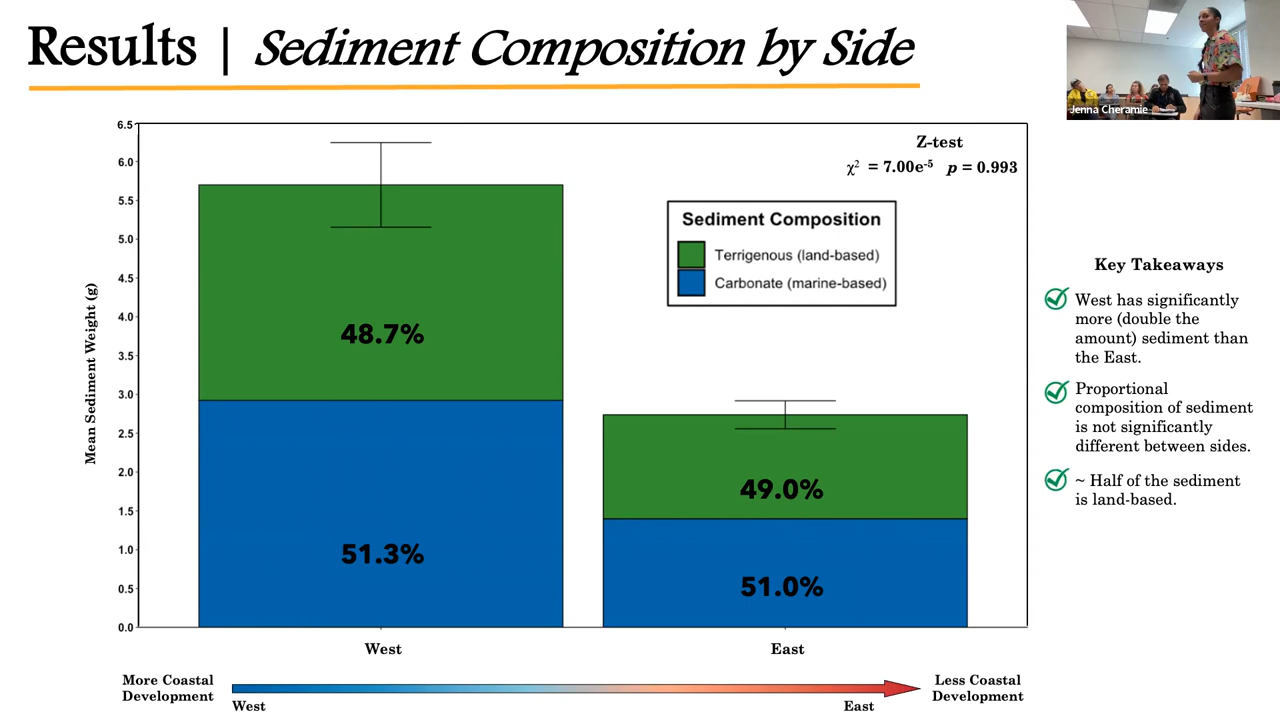 Results | Sediment Composition by Side
Jenna Cheramie
6.5
6.0
5.5
5.0
4.5
4.0
3.5
3.0
2.5
2.0
1.5
1.0
0.5
0.0
Mean Sediment Weight (g)
Z-test
χ² = 7.00e⁻⁵ p = 0.993
Sediment Composition
Terrigenous (land-based)
Carbonate (marine-based)
48.7%
51.3%
49.0%
51.0%
West
East
More Coastal
Development
West
East
Less Coastal
Development
Key Takeaways
West has significantly
more (double the
amount) sediment than
the East.
Proportional
composition of sediment
is not significantly
different between sides.
~ Half of the sediment
is land-based.